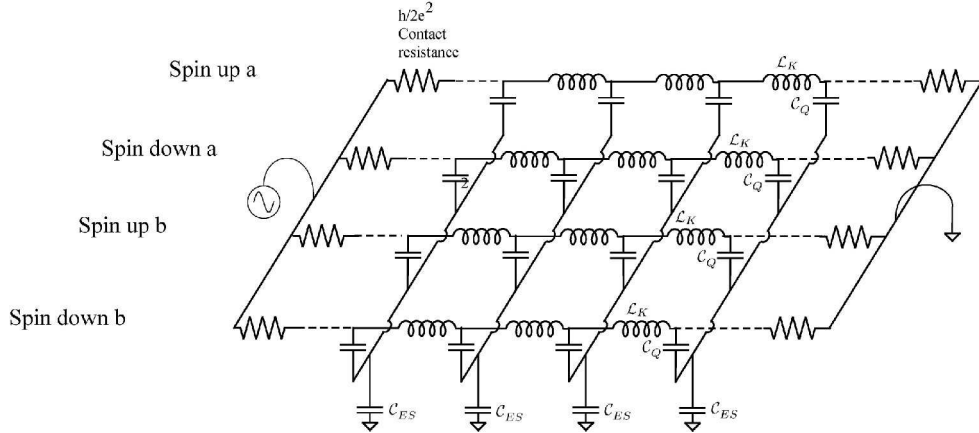 h/2e²
Contact
resistance
Spin up a
ℒK
𝒞Q
Spin down a
ℒK
𝒞Q
2
Spin up b
ℒK
𝒞Q
Spin down b
ℒK
𝒞Q
𝒞ES
𝒞ES
𝒞ES
𝒞ES